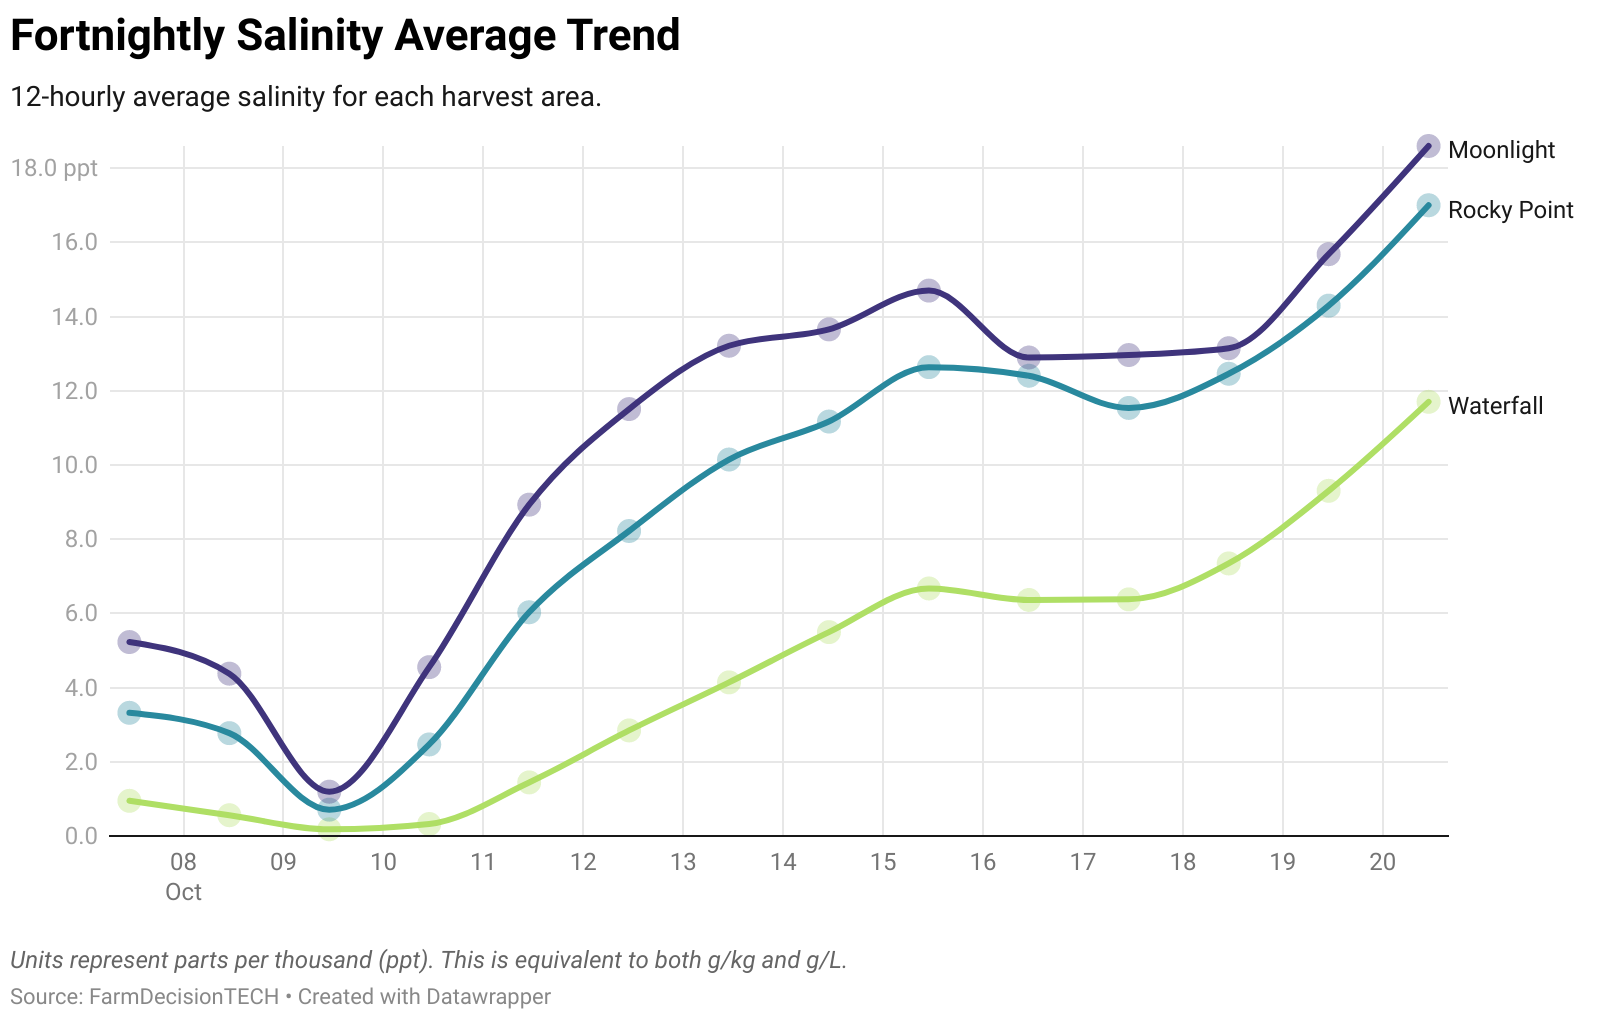 Fortnightly Salinity Average Trend
12-hourly average salinity for each harvest area.
18.0 ppt
16.0
14.0
12.0
10.0
8.0
6.0
4.0
2.0
0.0
Moonlight
Rocky Point
Waterfall
08 09 10 11 12 13 14 15 16 17 18 19 20
Oct
Units represent parts per thousand (ppt). This is equivalent to both g/kg and g/L.
Source: FarmDecisionTECH • Created with Datawrapper